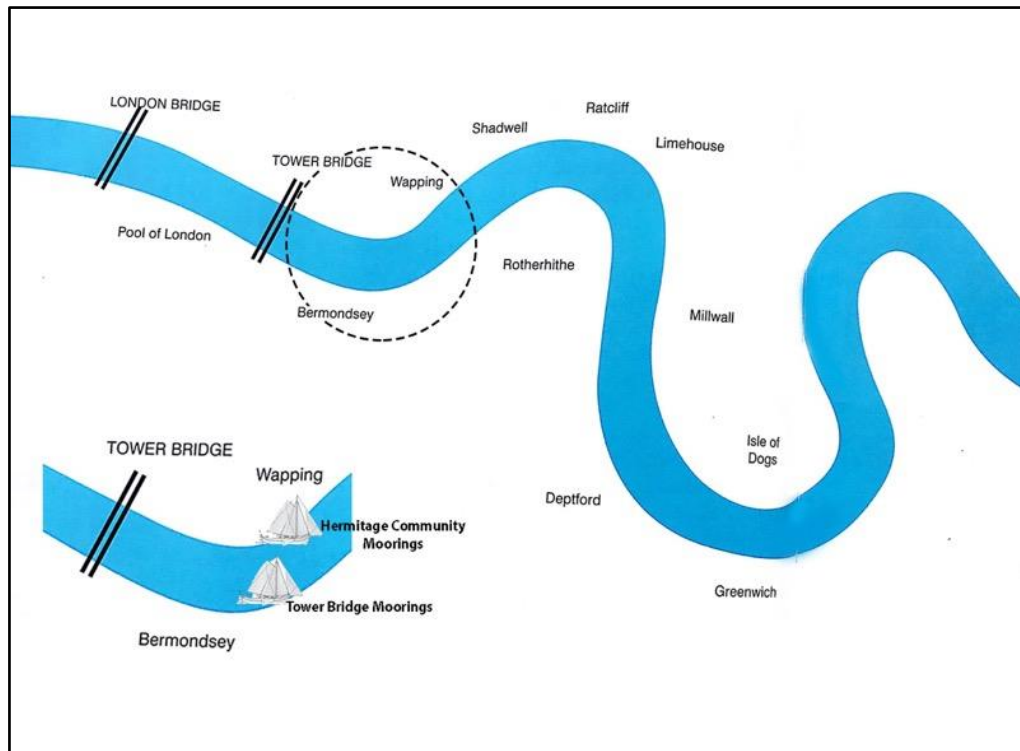 LONDON BRIDGE
Ratcliff
Shadwell
Limehouse
TOWER BRIDGE
Wapping
Pool of London
Rotherhithe
Bermondsey
Millwall
Isle of
Dogs
TOWER BRIDGE
Wapping
Deptford
Hermitage Community
Moorings
Greenwich
Tower Bridge Moorings
Bermondsey